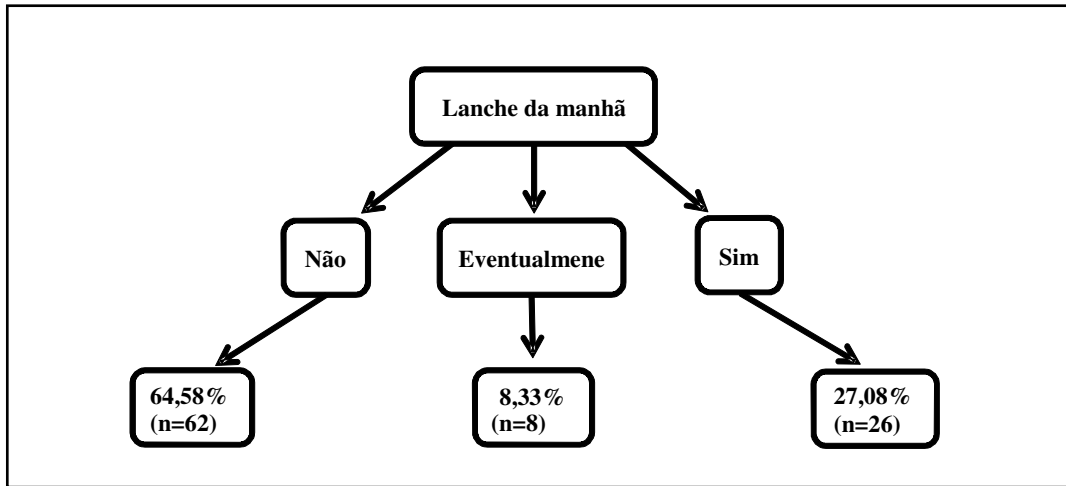 Lanche da manhã
Não
Eventualmene
Sim
64,58%
(n=62)
8,33%
(n=8)
27,08%
(n=26)